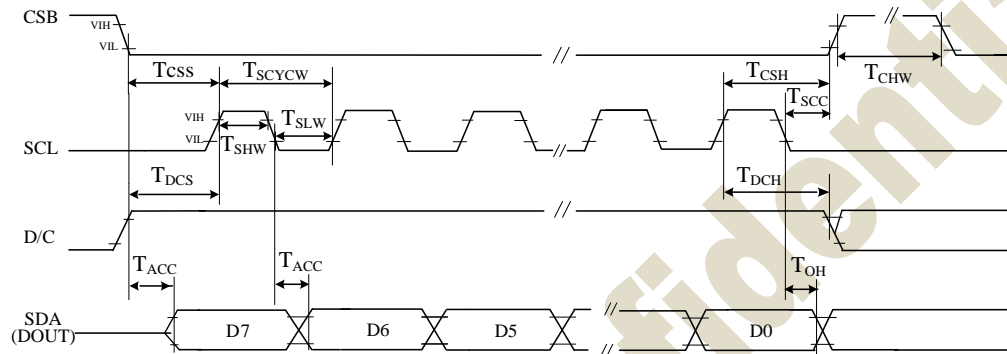 CSB
VIH
VIL
//
//
Tcss
TSCYCW
TCSH
TCHW
TSCC
VIH
VIL
TSHW
TSLW
SCL
//
TDCS
TDCH
D/C
//
TACC
TACC
TOH
SDA
(DOUT)
D7
D6
D5
D0
//
//
fidenti